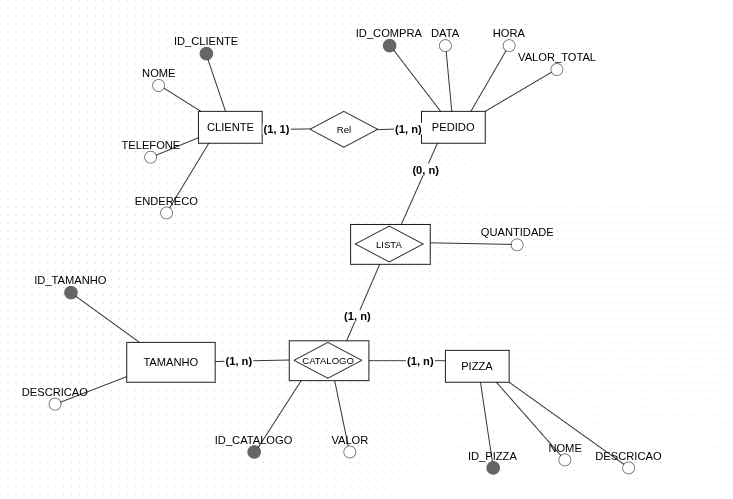 ID_COMPRA DATA HORA
ID_CLIENTE
VALOR_TOTAL
NOME
CLIENTE (1, 1) Rel (1, n) PEDIDO
TELEFONE
(0, n)
ENDERECO
QUANTIDADE
LISTA
ID_TAMANHO
(1, n)
TAMANHO (1, n) CATALOGO (1, n) PIZZA
DESCRICAO
ID_CATALOGO VALOR
NOME
ID_PIZZA DESCRICAO